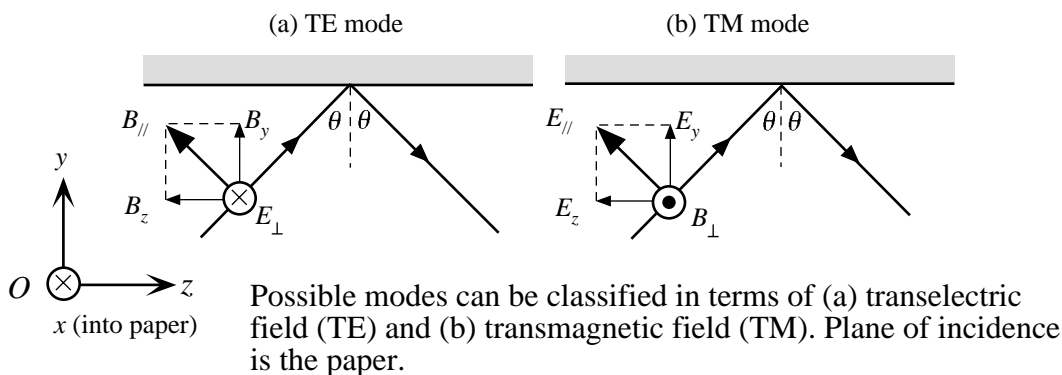 (a) TE mode
(b) TM mode
B//
By
θ θ
Bz
E⊥
E//
Ey
θ θ
Ez
B⊥
y
O
z
x (into paper)
Possible modes can be classified in terms of (a) transelectric
field (TE) and (b) transmagnetic field (TM). Plane of incidence
is the paper.